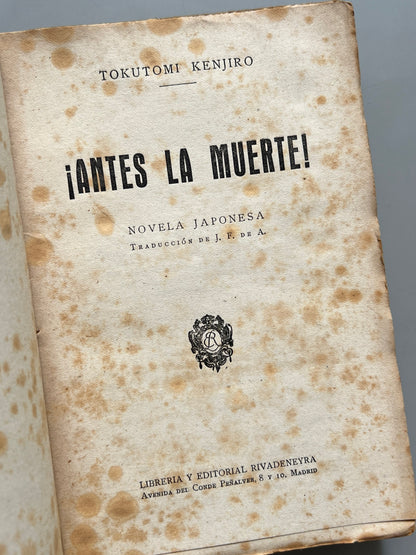 TOKUTOMI KENJIRO
¡ANTES LA MUERTE!
NOVELA JAPONESA
TRADUCCIÓN DE J. F. DE A.
LR
LIBRERIA Y EDITORIAL RIVADENEYRA
AVENIDA DEL CONDE PEÑALVER, 8 Y 10, MADRID